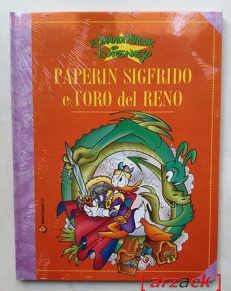 LE GRANDI PARODIE
DISNEY
PAPERIN SIGFRIDO
e l'ORO del RENO
[arzack]